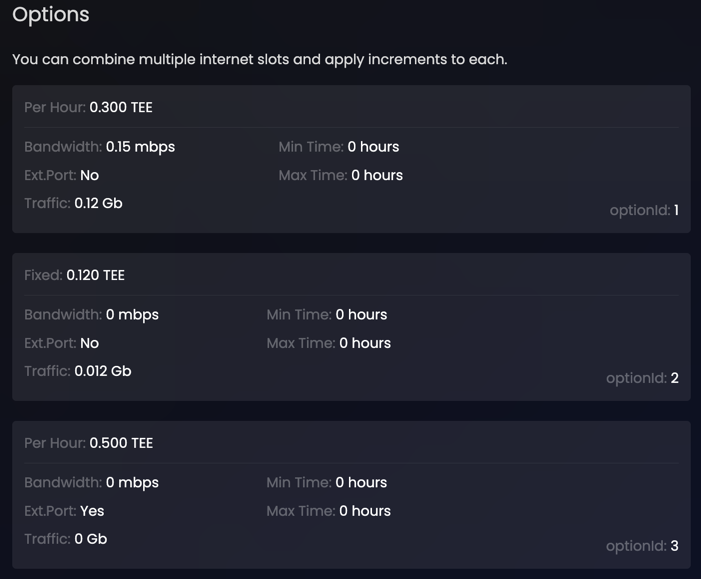 Options
You can combine multiple internet slots and apply increments to each.
Per Hour: 0.300 TEE
Bandwidth: 0.15 mbps Min Time: 0 hours
Ext.Port: No Max Time: 0 hours
Traffic: 0.12 Gb
optionId: 1
Fixed: 0.120 TEE
Bandwidth: 0 mbps Min Time: 0 hours
Ext.Port: No Max Time: 0 hours
Traffic: 0.012 Gb
optionId: 2
Per Hour: 0.500 TEE
Bandwidth: 0 mbps Min Time: 0 hours
Ext.Port: Yes Max Time: 0 hours
Traffic: 0 Gb
optionId: 3